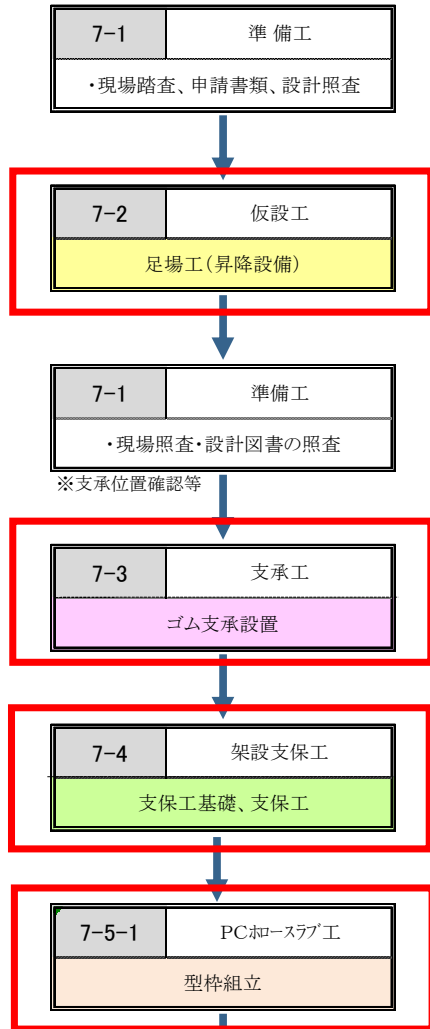 7-1 準 備工
・現場踏査、申請書類、設計照査
7-2 仮設工
足場工(昇降設備)
7-1 準備工
・現場照査・設計図書の照査
※支承位置確認等
7-3 支承工
ゴム支承設置
7-4 架設支保工
支保工基礎、支保工
7-5-1 PCホロースラブ工
型枠組立